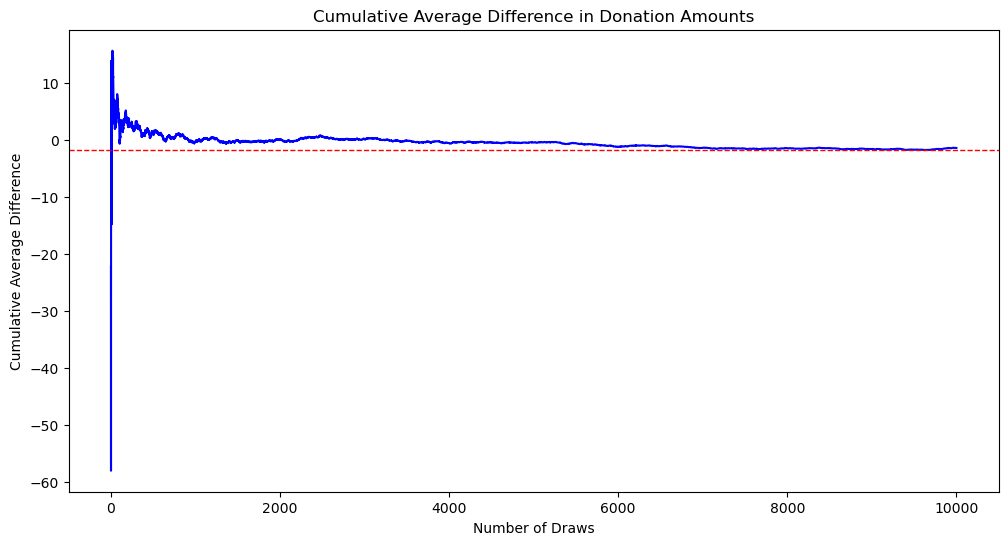 Cumulative Average Difference in Donation Amounts
10
0
−10
−20
−30
−40
−50
−60
Cumulative Average Difference
0 2000 4000 6000 8000 10000
Number of Draws